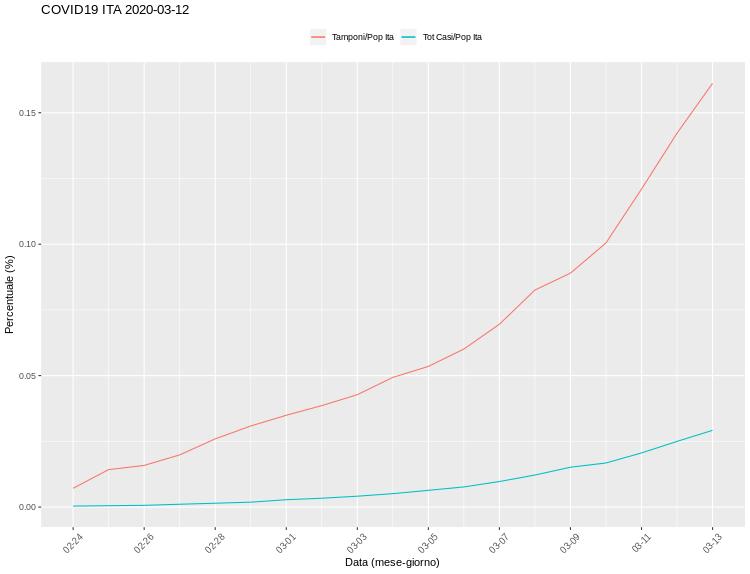 COVID19 ITA 2020-03-12
Tamponi/Pop Ita
Tot Casi/Pop Ita
0.15
0.10
0.05
0.00
Percentuale (%)
02-24
02-26
02-28
03-01
03-03
03-05
03-07
03-09
03-11
03-13
Data (mese-giorno)